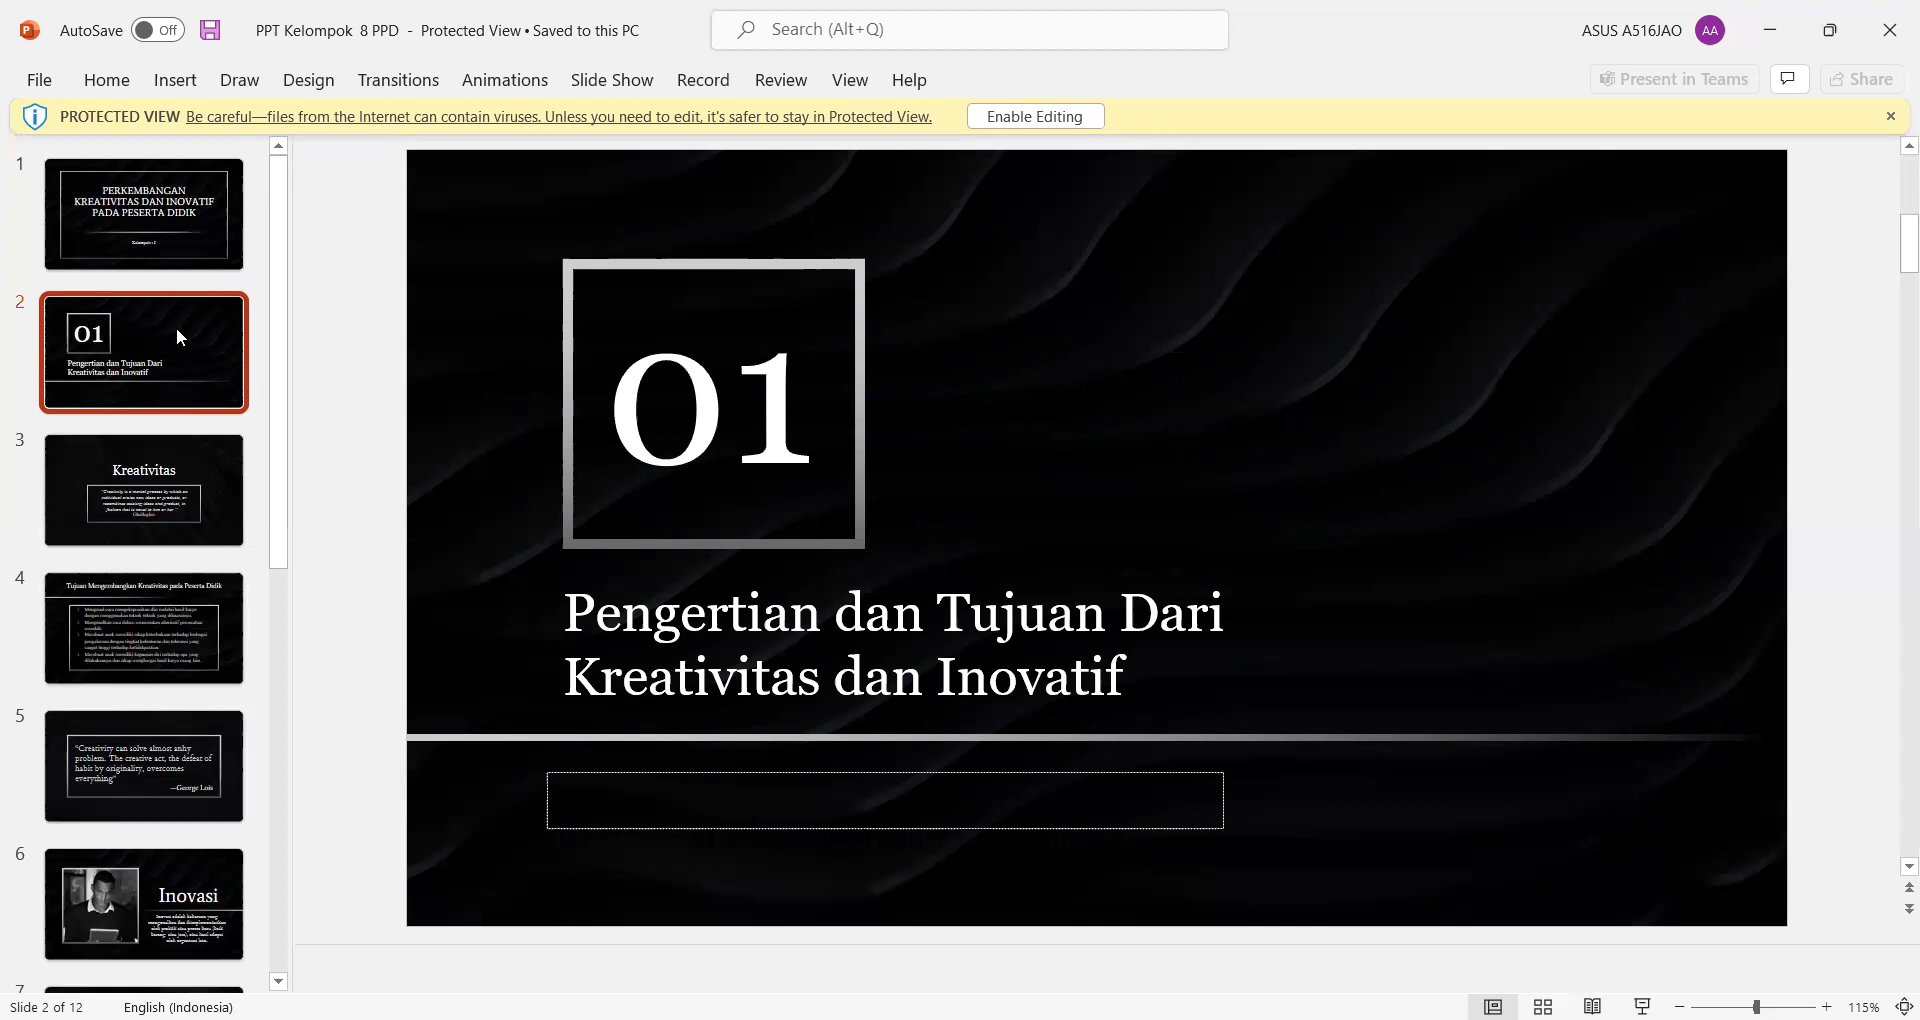 AutoSave Off PPT Kelompok 8 PPD - Protected View • Saved to this PC Search (Alt+Q) ASUS A516JAO AA
File Home Insert Draw Design Transitions Animations Slide Show Record Review View Help Present in Teams Share
PROTECTED VIEW Be careful—files from the Internet can contain viruses. Unless you need to edit, it's safer to stay in Protected View. Enable Editing
1
PERKEMBANGAN
KREATIVITAS DAN INOVATIF
PADA PESERTA DIDIK
2
01
Pengertian dan Tujuan Dari
Kreativitas dan Inovatif
3
Kreativitas
4
Tujuan Mengembangkan Kreativitas pada Peserta Didik
5
"Creativity can solve almost anhy
problem. The creative act, the defeat of
habit by originality, overcomes
everything"
—George Lois
6
Inovasi
7
01
Pengertian dan Tujuan Dari
Kreativitas dan Inovatif
Slide 2 of 12 English (Indonesia) 115%